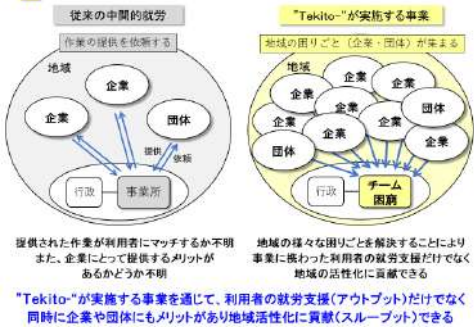 従来の中間的就労
作業の提供を依頼する
地域
企業
企業
団体
提供
依頼
行政
事業所
提供された作業が利用者にマッチするか不明
また、企業にとって提供するメリットが
あるかどうか不明
"Tekito-"が実施する事業
地域の困りごと（企業・団体）が集まる
地域
企業
企業
企業
団体
企業
企業
企業
団体
企業
企業
行政
チーム
困窮
地域の様々な困りごとを解決することにより
事業に携わった利用者の就労支援だけでなく
地域の活性化に貢献できる
"Tekito-"が実施する事業を通じて、利用者の就労支援（アウトプット）だけでなく
同時に企業や団体にもメリットがあり地域活性化に貢献（スループット）できる